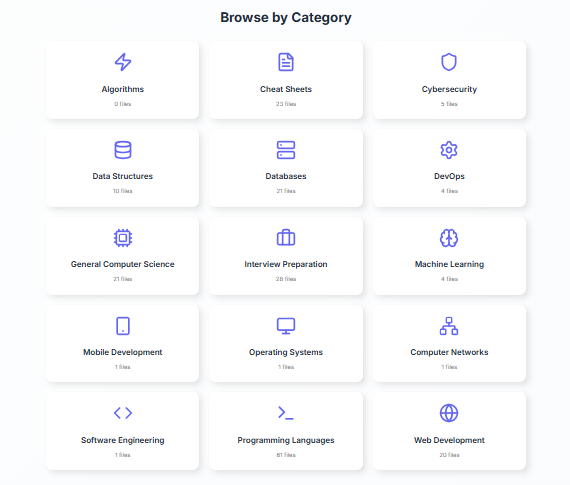 Browse by Category
Algorithms
0 files
Cheat Sheets
23 files
Cybersecurity
5 files
Data Structures
10 files
Databases
21 files
DevOps
4 files
General Computer Science
21 files
Interview Preparation
28 files
Machine Learning
4 files
Mobile Development
1 files
Operating Systems
1 files
Computer Networks
1 files
Software Engineering
1 files
Programming Languages
61 files
Web Development
20 files